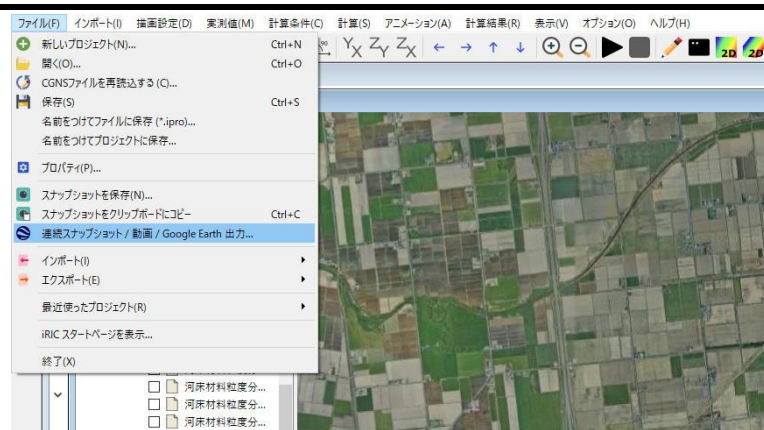 ファイル(F) インポート(I) 描画設定(D) 実測値(M) 計算条件(C) 計算(S) アニメーション(A) 計算結果(R) 表示(V) オプション(O) ヘルプ(H)
新しいプロジェクト(N)... Ctrl+N
開く(O)... Ctrl+O
CGNSファイルを再読込する(C)...
保存(S) Ctrl+S
名前をつけてファイルに保存 (*.ipro)...
名前をつけてプロジェクトに保存...
プロパティ(P)...
スナップショットを保存(N)...
スナップショットをクリップボードにコピー Ctrl+C
連続スナップショット / 動画 / Google Earth 出力...
インポート(I)
エクスポート(E)
最近使ったプロジェクト(R)
iRIC スタートページを表示...
終了(X)
90° YX ZY ZX 2D 2D
河床材料粒度分...
河床材料粒度分...